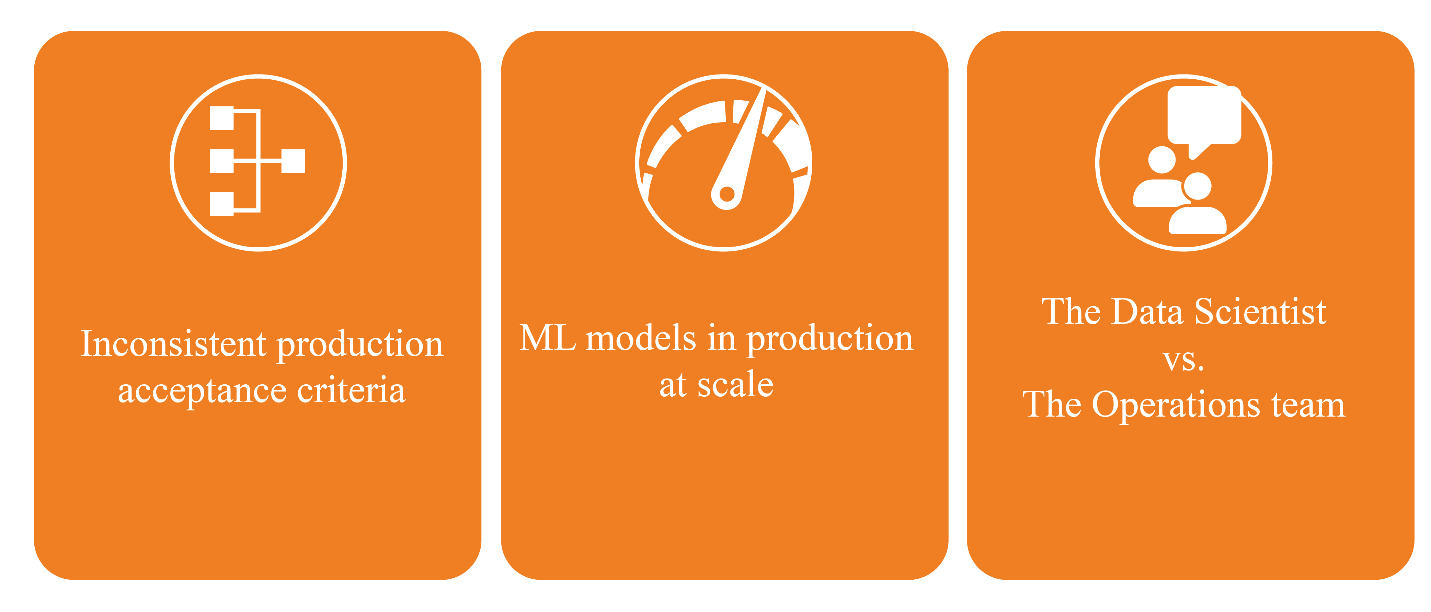 Inconsistent production
acceptance criteria
ML models in production
at scale
The Data Scientist
vs.
The Operations team